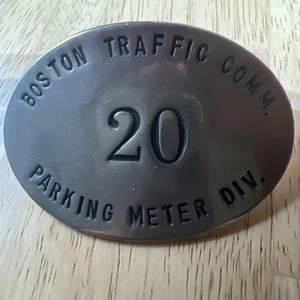 BOSTON TRAFFIC COMM.
20
PARKING METER DIV.